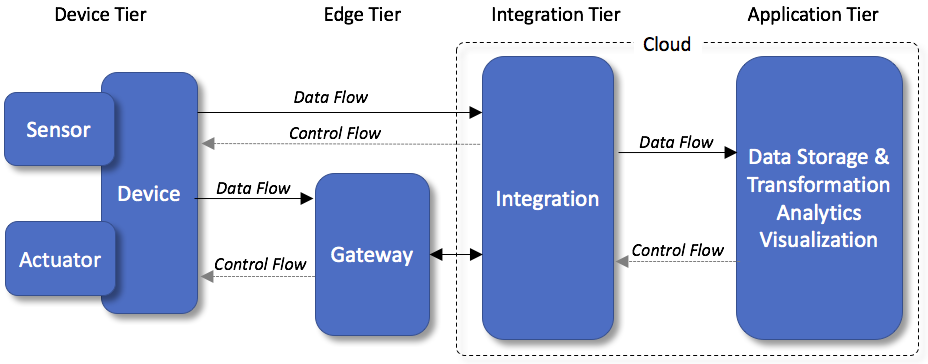 Device Tier
Edge Tier
Integration Tier
Application Tier
Cloud
Sensor
Actuator
Device
Data Flow
Control Flow
Data Flow
Control Flow
Gateway
Integration
Data Flow
Control Flow
Data Storage &
Transformation
Analytics
Visualization